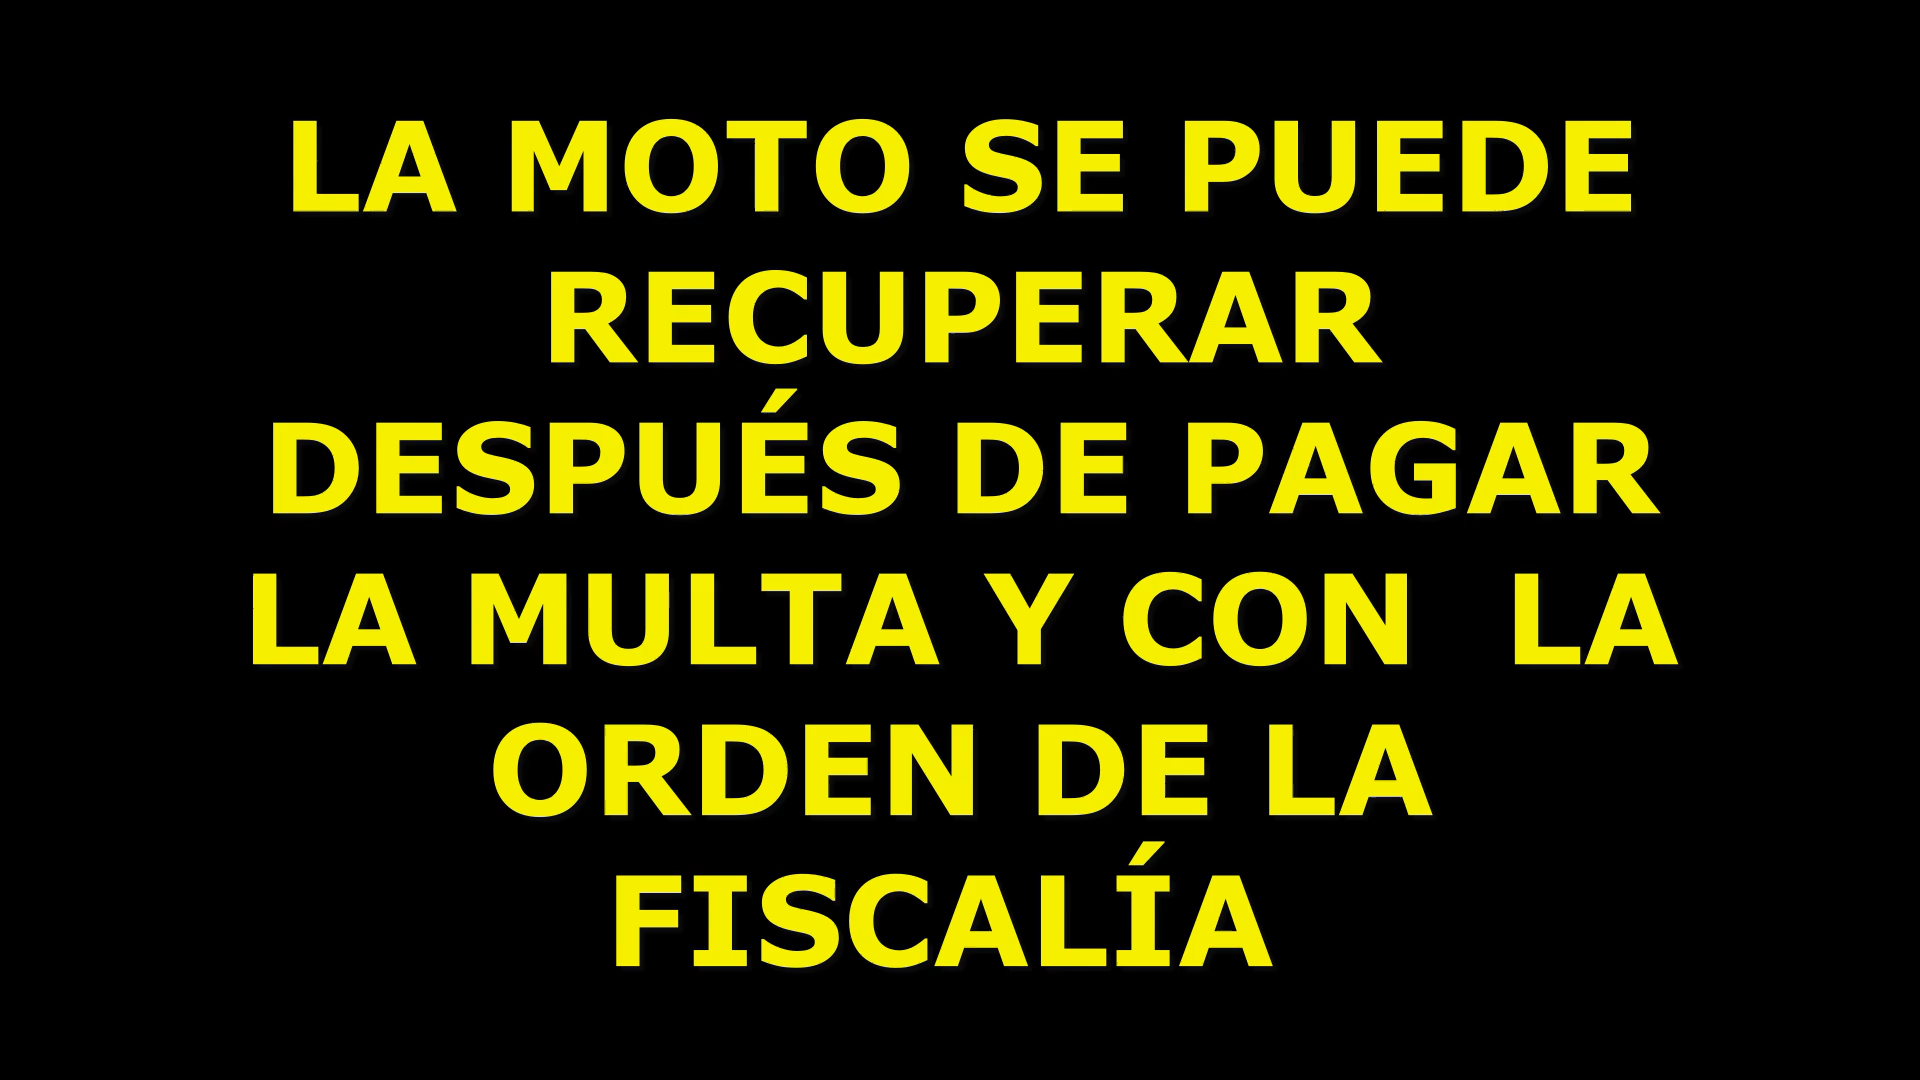 LA MOTO SE PUEDE
RECUPERAR
DESPUÉS DE PAGAR
LA MULTA Y CON  LA
ORDEN DE LA
FISCALÍA